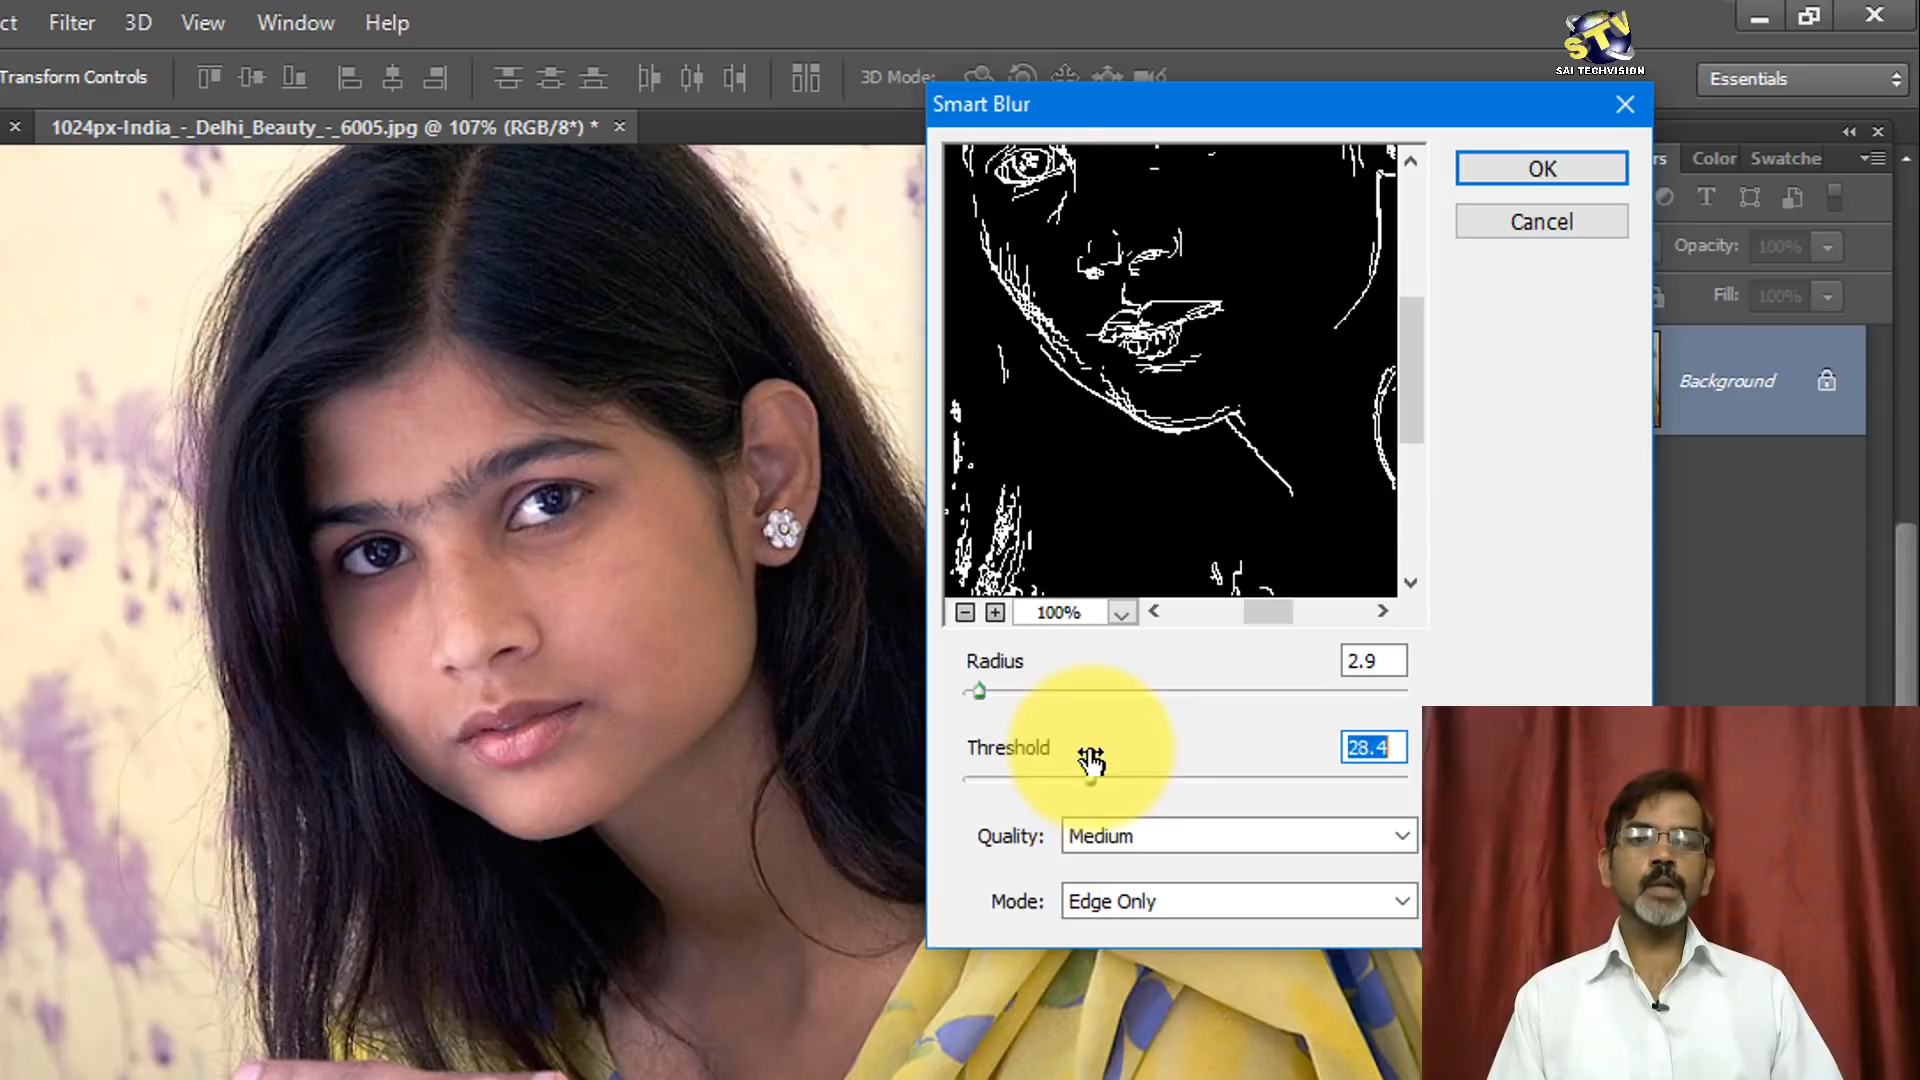 ct Filter 3D View Window Help
STV
SAI TECHVISION
Transform Controls
3D Mode:
Essentials
1024px-India_-_Delhi_Beauty_-_6005.jpg @ 107% (RGB/8*) *
Smart Blur
OK
Cancel
rs Color Swatche
Opacity: 100%
Fill: 100%
Background
100%
Radius 2.9
Threshold 28.4
Quality: Medium
Mode: Edge Only